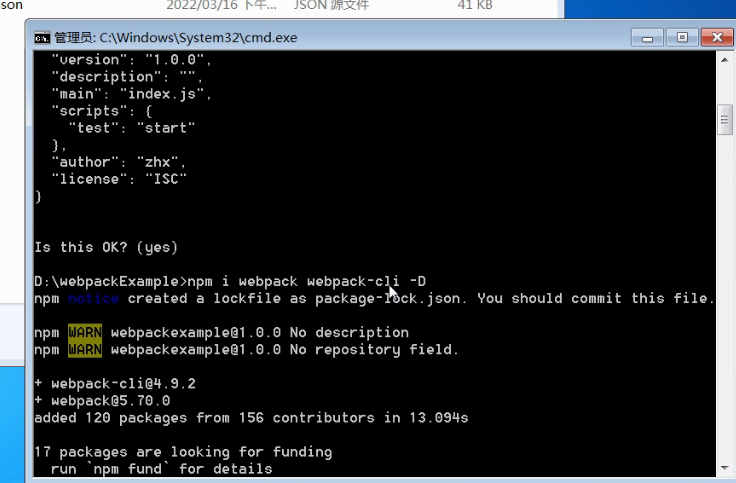 son 2022/03/16 下午... JSON 源文件 41 KB
管理员: C:\Windows\System32\cmd.exe
"version": "1.0.0",
"description": "",
"main": "index.js",
"scripts": {
"test": "start"
},
"author": "zhx",
"license": "ISC"
}
Is this OK? (yes)
D:\webpackExample>npm i webpack webpack-cli -D
npm notice created a lockfile as package-lock.json. You should commit this file.
npm WARN webpackexample@1.0.0 No description
npm WARN webpackexample@1.0.0 No repository field.
+ webpack-cli@4.9.2
+ webpack@5.70.0
added 120 packages from 156 contributors in 13.094s
17 packages are looking for funding
run `npm fund` for details